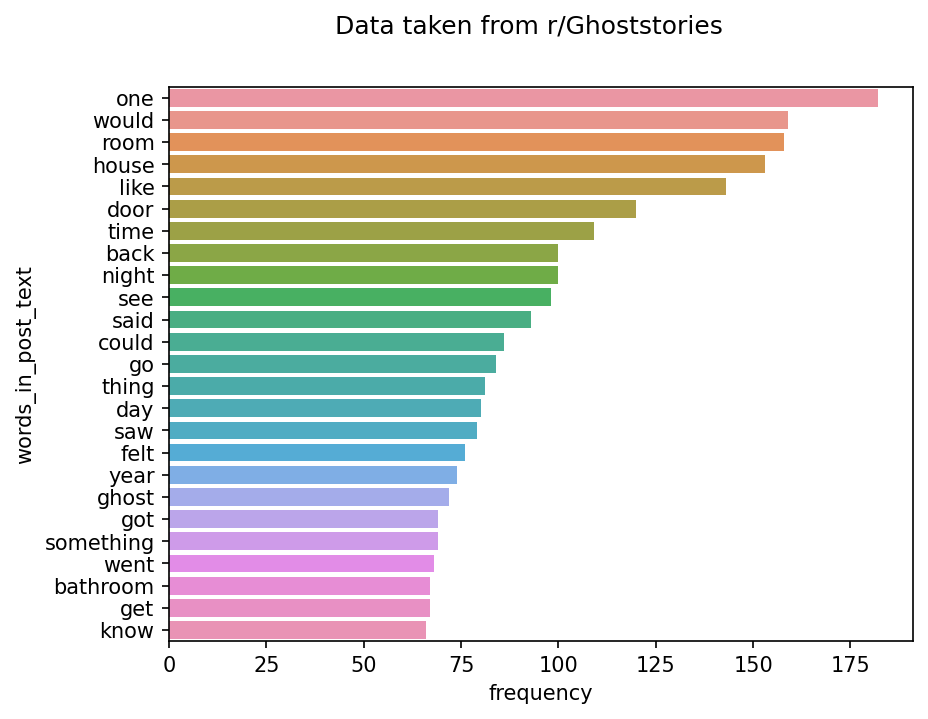 Data taken from r/Ghoststories
words_in_post_text
one
would
room
house
like
door
time
back
night
see
said
could
go
thing
day
saw
felt
year
ghost
got
something
went
bathroom
get
know
0 25 50 75 100 125 150 175
frequency